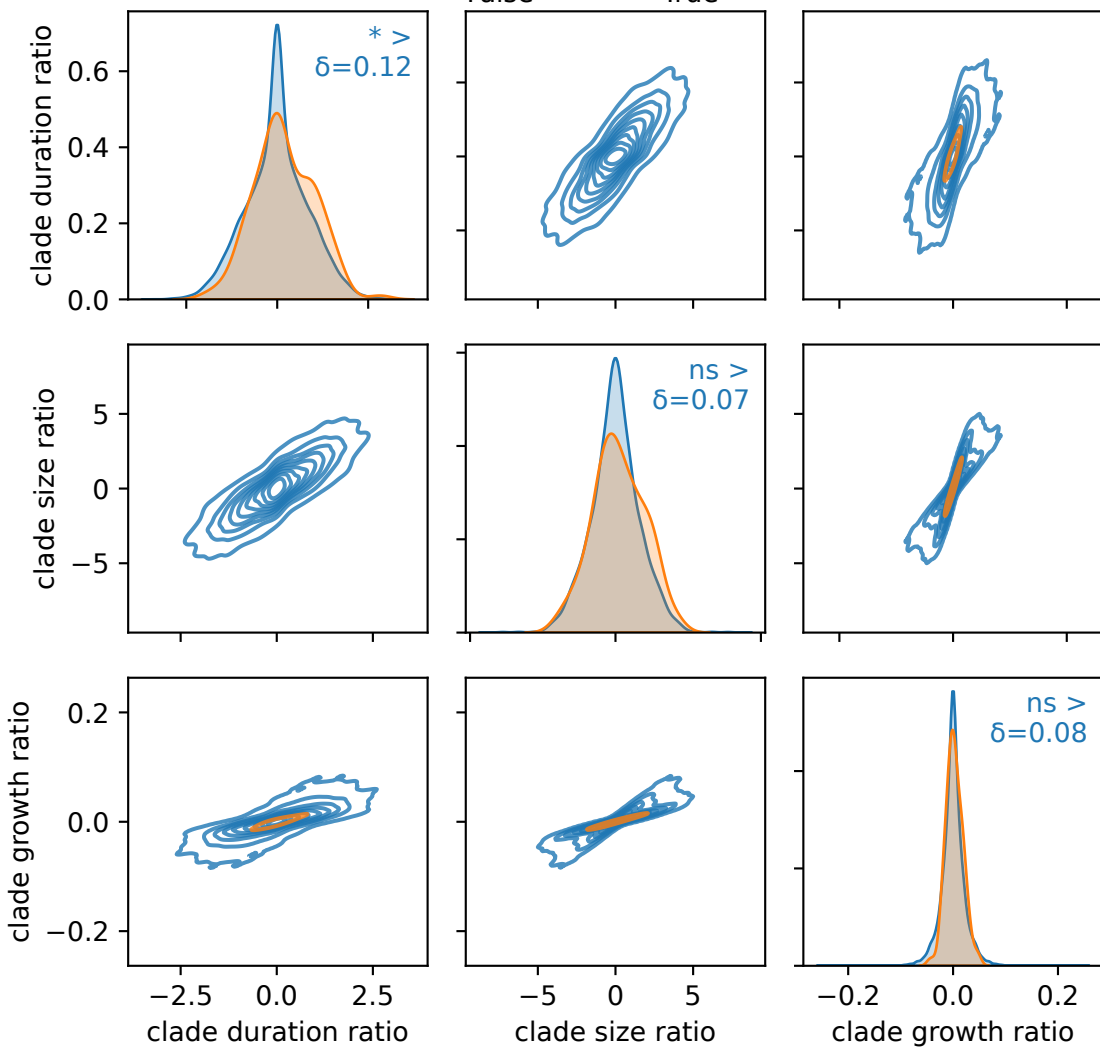 clade duration ratio
0.6
0.4
0.2
0.0
* >
δ=0.12
clade size ratio
5
0
−5
ns >
δ=0.07
clade growth ratio
0.2
0.0
−0.2
ns >
δ=0.08
−2.5 0.0 2.5
−5 0 5
−0.2 0.0 0.2
clade duration ratio
clade size ratio
clade growth ratio